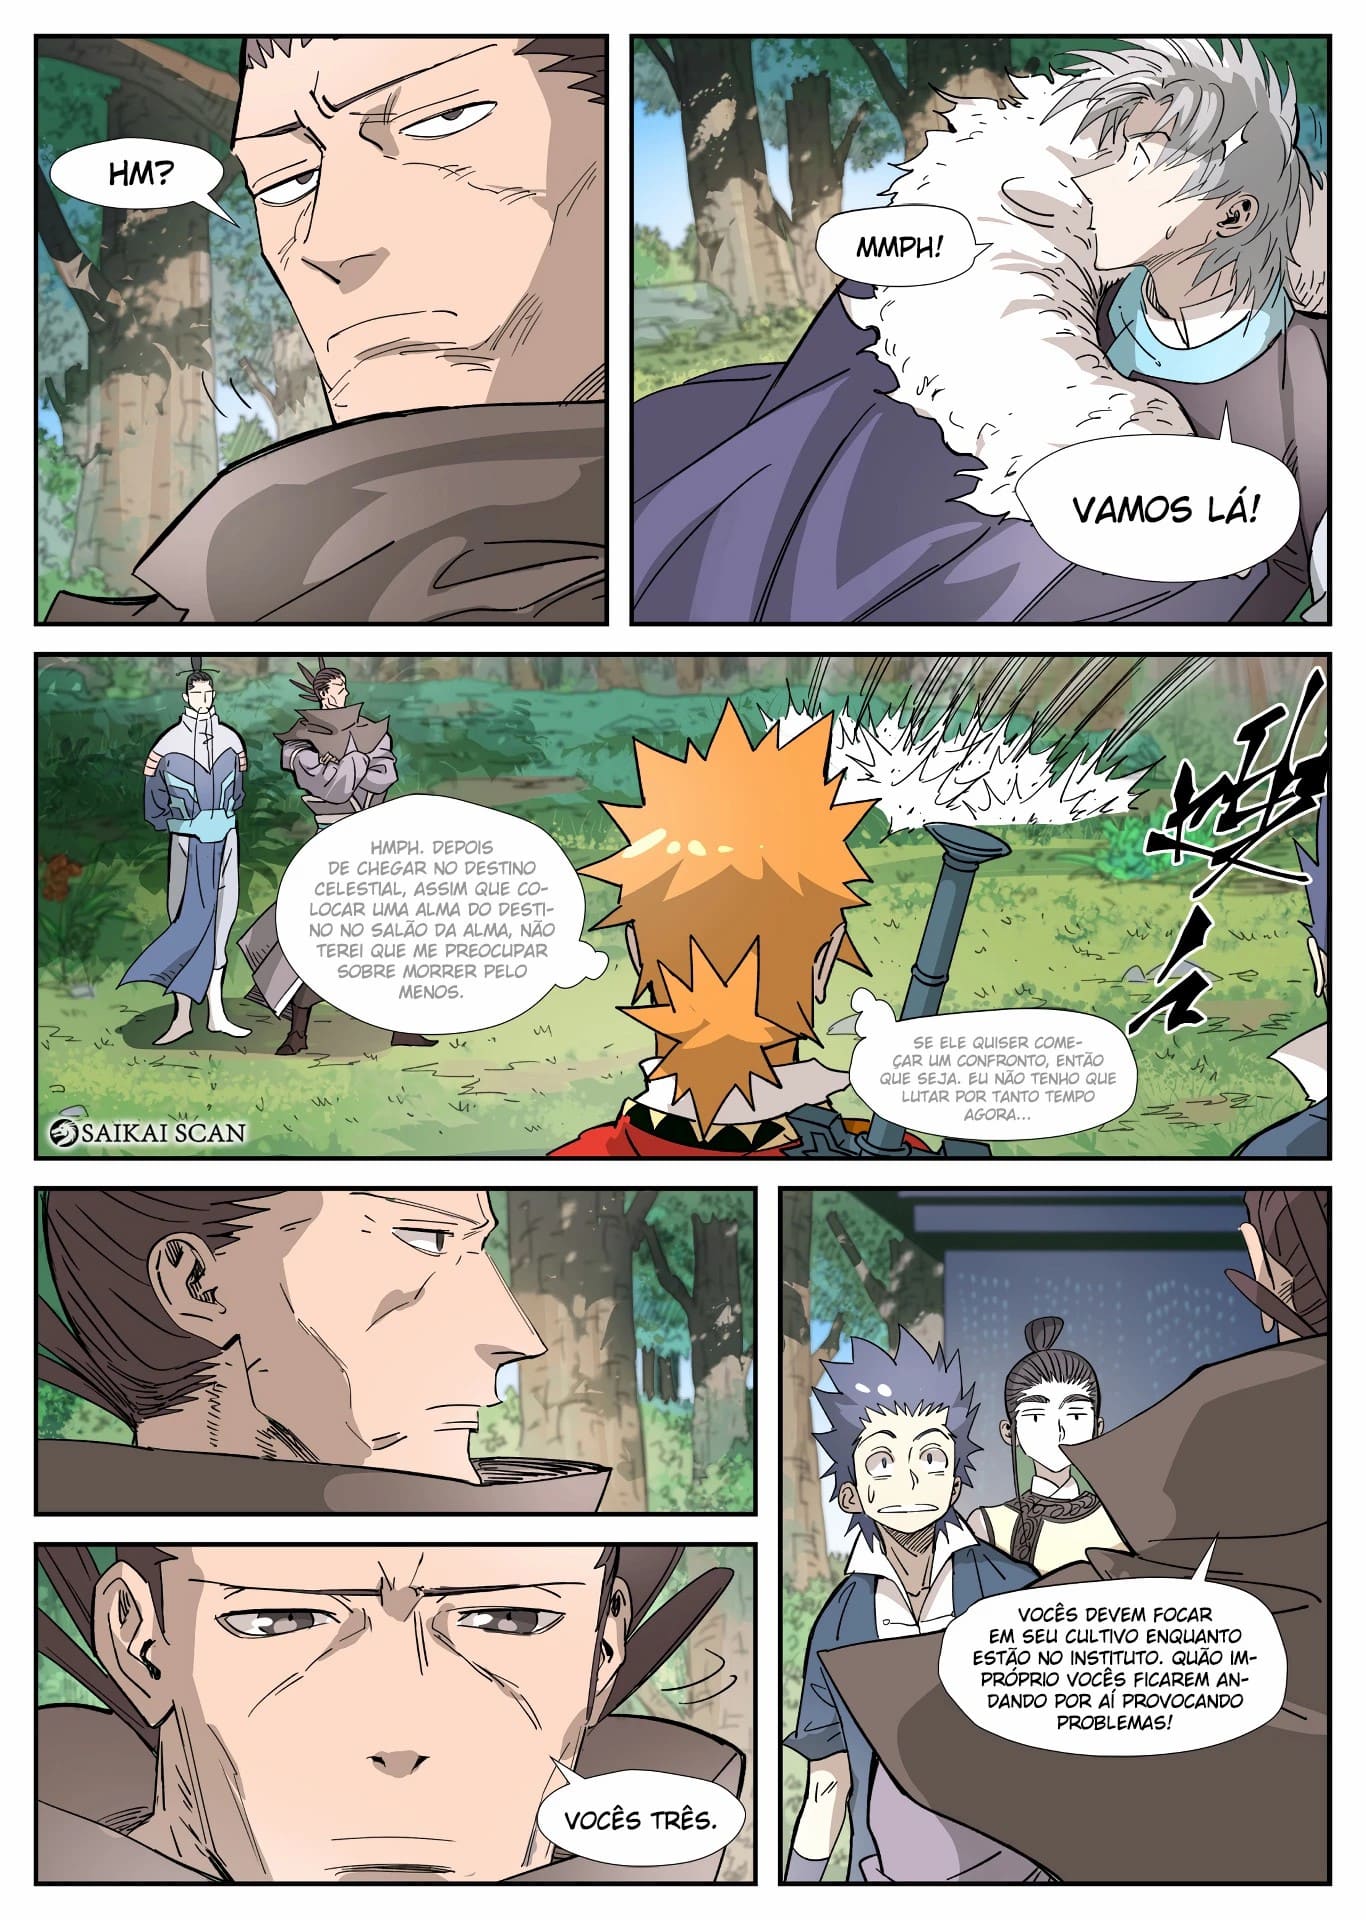 HM?
MMPH!
VAMOS LÁ!
HMPH. DEPOIS
DE CHEGAR NO DESTINO
CELESTIAL, ASSIM QUE CO-
LOCAR UMA ALMA DO DESTI-
NO NO SALÃO DA ALMA, NÃO
TEREI QUE ME PREOCUPAR
SOBRE MORRER PELO
MENOS.
SE ELE QUISER COME-
ÇAR UM CONFRONTO, ENTÃO
QUE SEJA. EU NÃO TENHO QUE
LUTAR POR TANTO TEMPO
AGORA...
SAIKAI SCAN
VOCÊS TRÊS.
VOCÊS DEVEM FOCAR
EM SEU CULTIVO ENQUANTO
ESTÃO NO INSTITUTO. QUÃO IM-
PRÓPRIO VOCÊS FICAREM AN-
DANDO POR AÍ PROVOCANDO
PROBLEMAS!